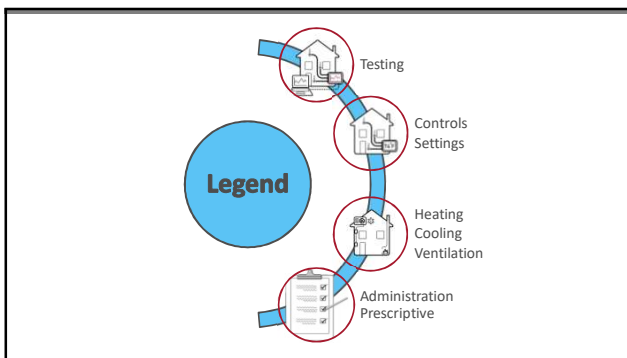 Testing
Controls
Settings
Legend
Heating
Cooling
Ventilation
Administration
Prescriptive